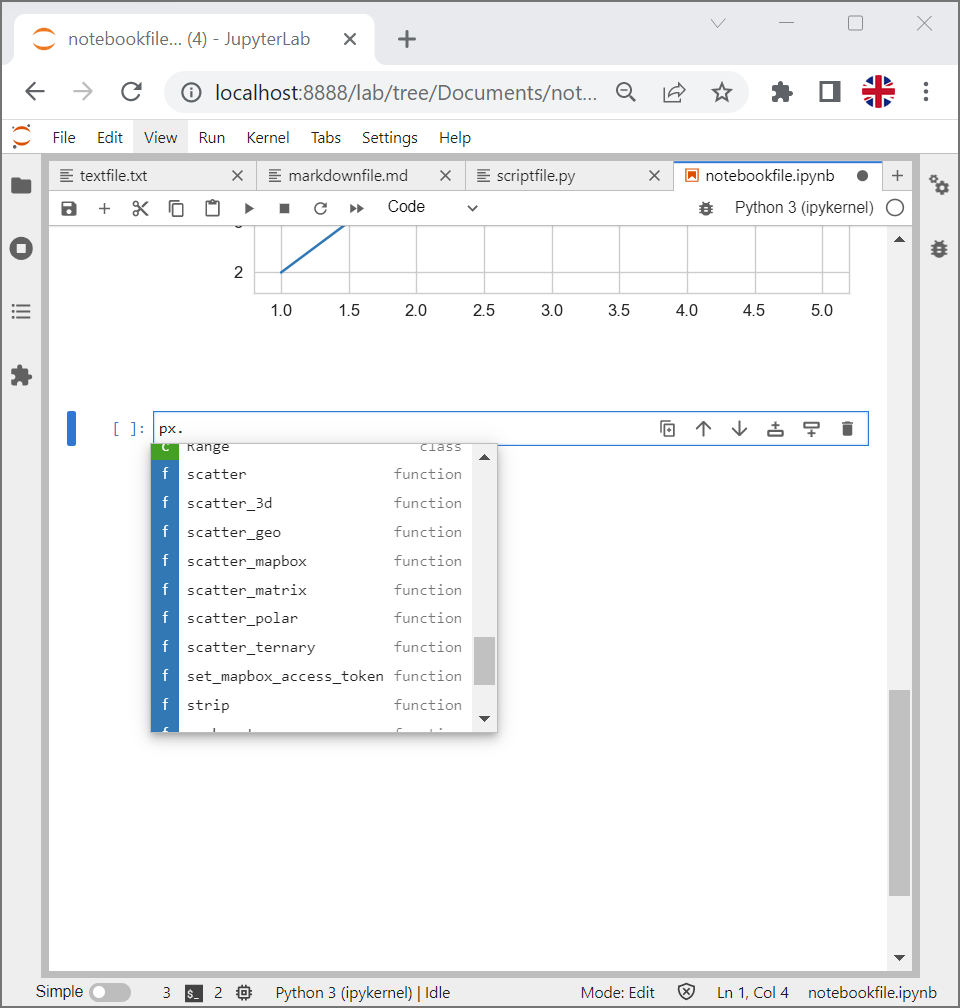 notebookfile... (4) - JupyterLab
localhost:8888/lab/tree/Documents/not...
File Edit View Run Kernel Tabs Settings Help
textfile.txt markdownfile.md scriptfile.py notebookfile.ipynb
Code Python 3 (ipykernel)
2
1.0 1.5 2.0 2.5 3.0 3.5 4.0 4.5 5.0
[ ]: px.
c Range class
f scatter function
f scatter_3d function
f scatter_geo function
f scatter_mapbox function
f scatter_matrix function
f scatter_polar function
f scatter_ternary function
f set_mapbox_access_token function
f strip function
Simple 3 $_ 2 Python 3 (ipykernel) | Idle Mode: Edit Ln 1, Col 4 notebookfile.ipynb